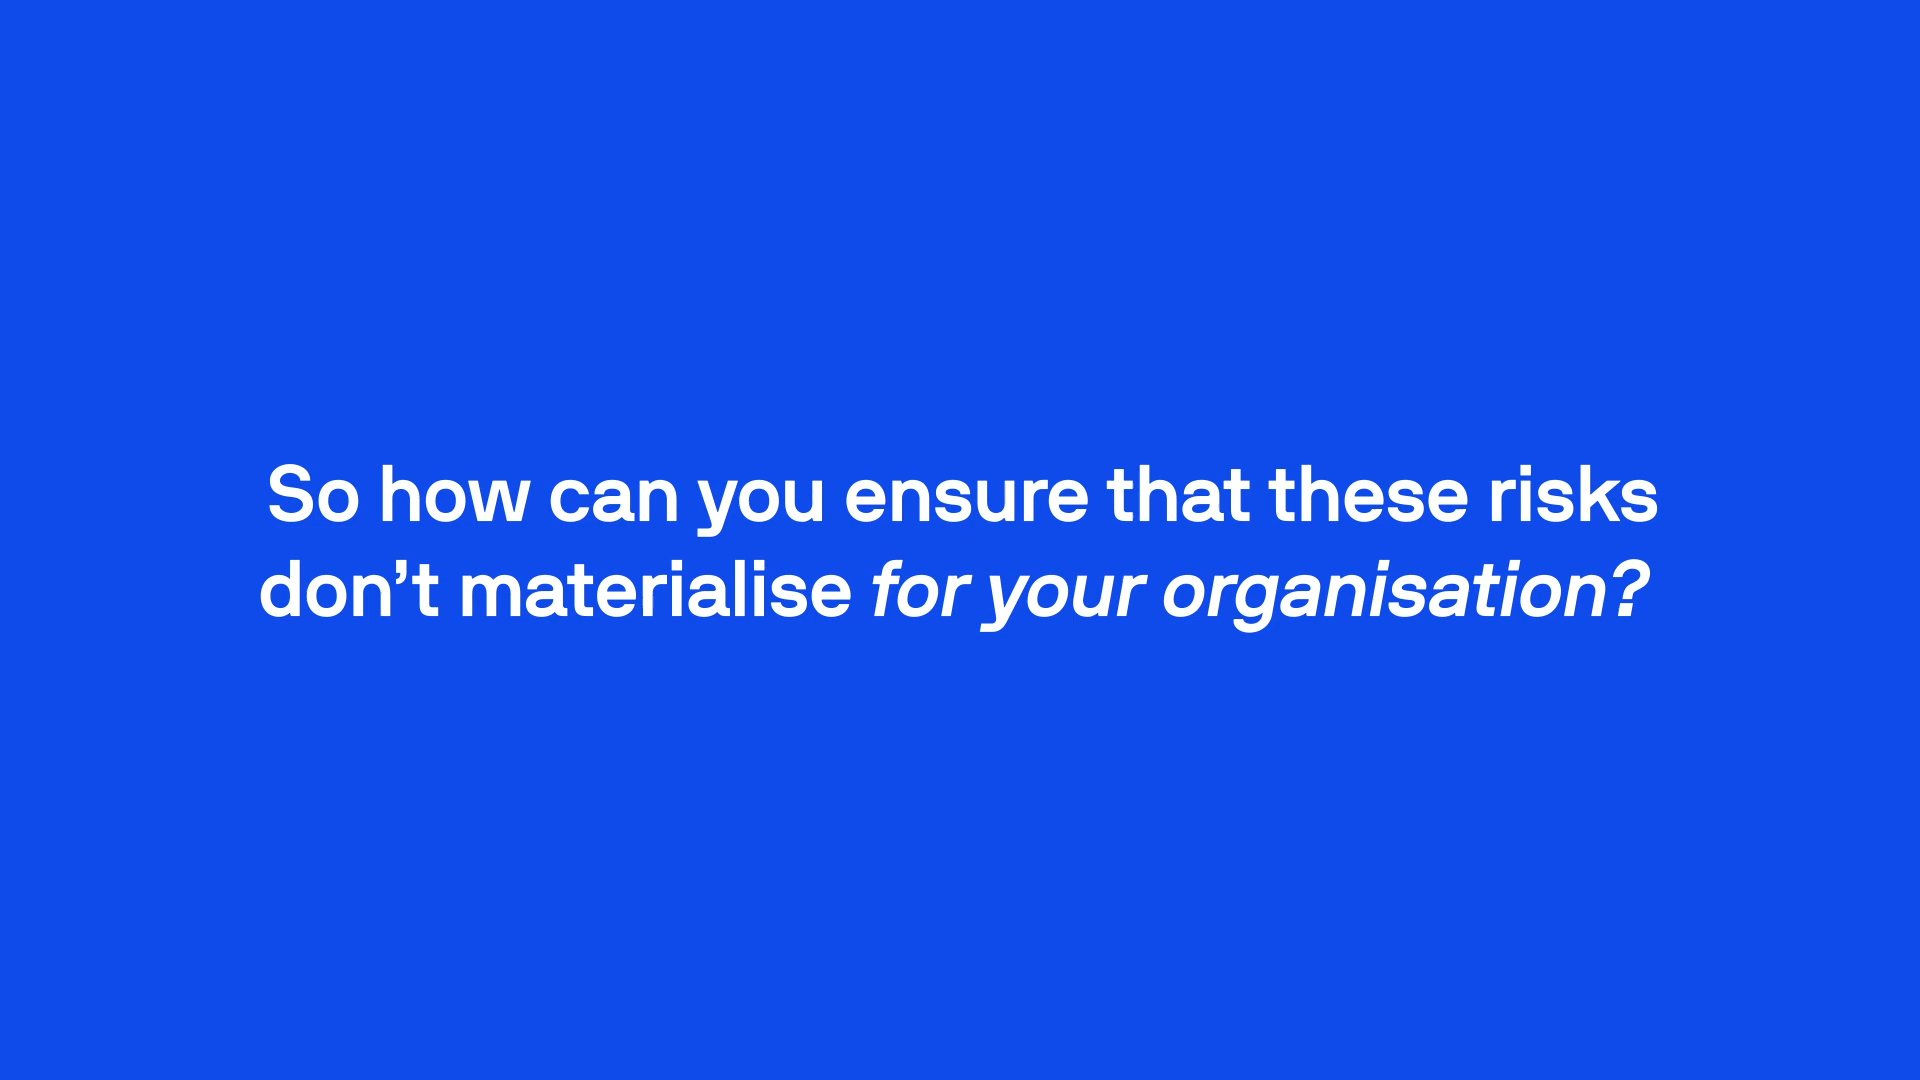 So how can you ensure that these risks
don’t materialise for your organisation?